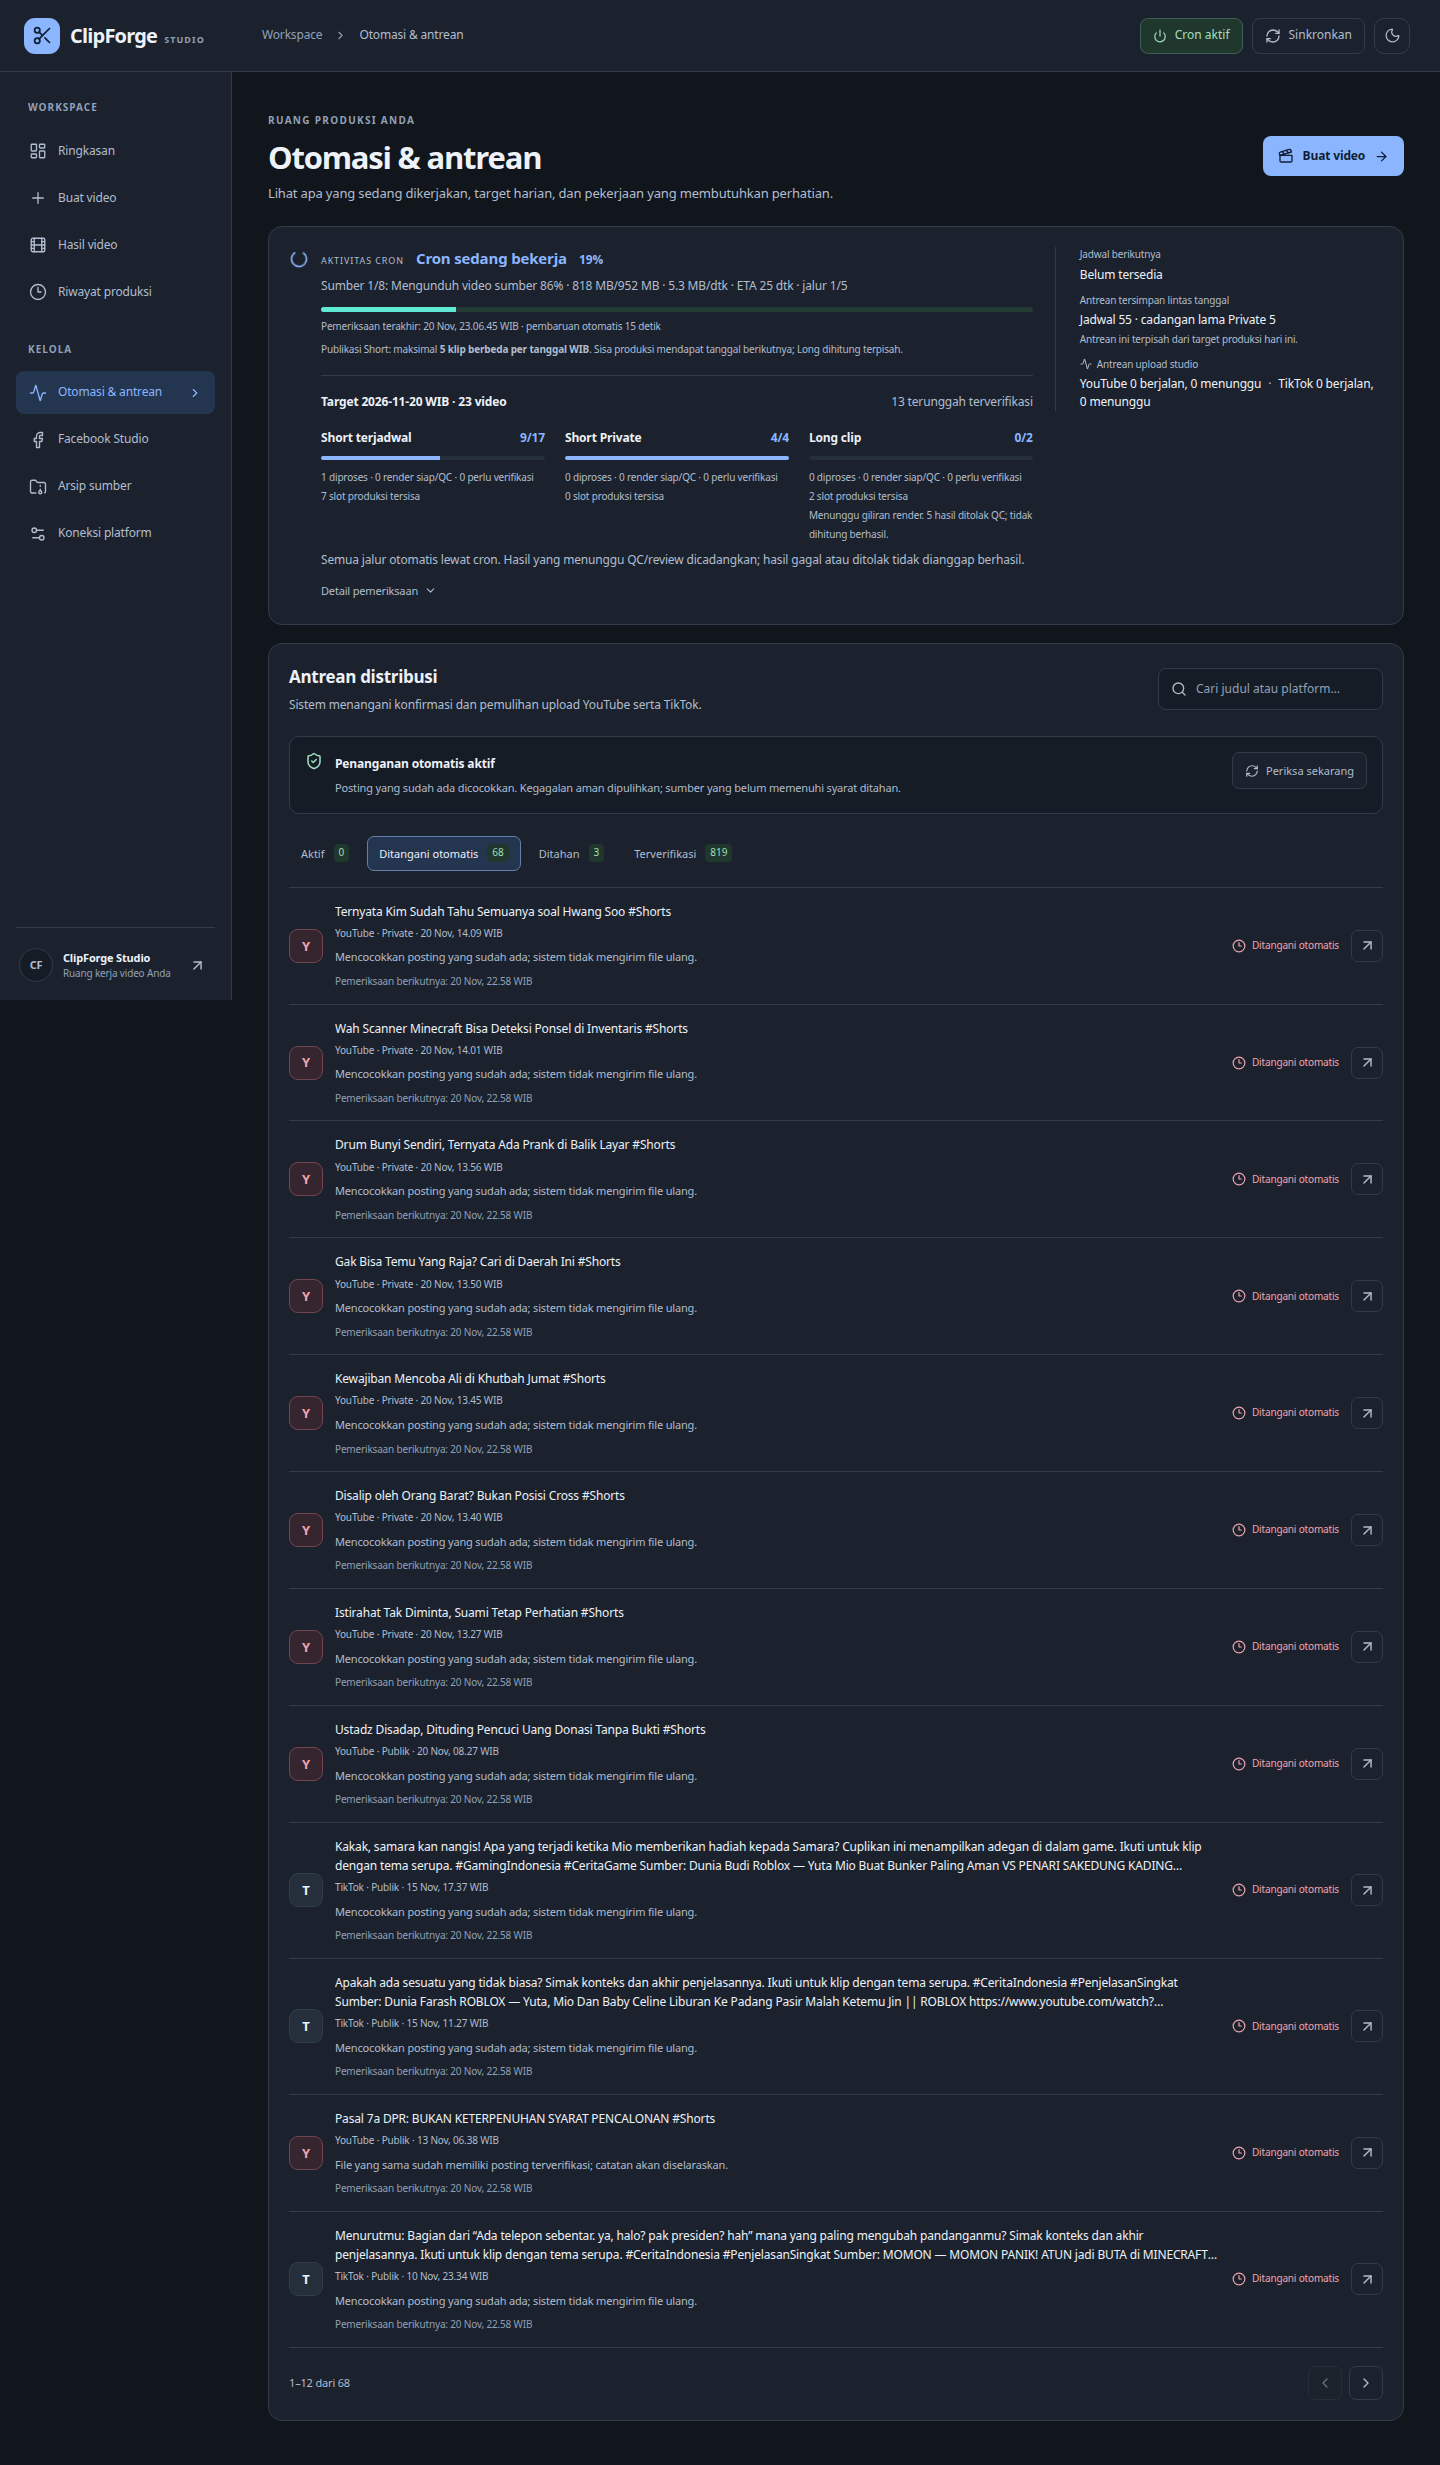 ClipForge STUDIO
Workspace
Otomasi & antrean
Cron aktif
Sinkronkan
WORKSPACE
Ringkasan
Buat video
Hasil video
Riwayat produksi
KELOLA
Otomasi & antrean
Facebook Studio
Arsip sumber
Koneksi platform
CF
ClipForge Studio
Ruang kerja video Anda
RUANG PRODUKSI ANDA
Otomasi & antrean
Lihat apa yang sedang dikerjakan, target harian, dan pekerjaan yang membutuhkan perhatian.
Buat video
AKTIVITAS CRON Cron sedang bekerja 19%
Sumber 1/8: Mengunduh video sumber 86% · 818 MB/952 MB · 5.3 MB/dtk · ETA 25 dtk · jalur 1/5
Pemeriksaan terakhir: 20 Nov, 23.06.45 WIB · pembaruan otomatis 15 detik
Publikasi Short: maksimal 5 klip berbeda per tanggal WIB. Sisa produksi mendapat tanggal berikutnya; Long dihitung terpisah.
Target 2026-11-20 WIB · 23 video
13 terunggah terverifikasi
Short terjadwal 9/17
1 diproses · 0 render siap/QC · 0 perlu verifikasi
7 slot produksi tersisa
Short Private 4/4
0 diproses · 0 render siap/QC · 0 perlu verifikasi
0 slot produksi tersisa
Long clip 0/2
0 diproses · 0 render siap/QC · 0 perlu verifikasi
2 slot produksi tersisa
Menunggu giliran render. 5 hasil ditolak QC; tidak
dihitung berhasil.
Semua jalur otomatis lewat cron. Hasil yang menunggu QC/review dicadangkan; hasil gagal atau ditolak tidak dianggap berhasil.
Detail pemeriksaan
Jadwal berikutnya
Belum tersedia
Antrean tersimpan lintas tanggal
Jadwal 55 · cadangan lama Private 5
Antrean ini terpisah dari target produksi hari ini.
Antrean upload studio
YouTube 0 berjalan, 0 menunggu · TikTok 0 berjalan,
0 menunggu
Antrean distribusi
Sistem menangani konfirmasi dan pemulihan upload YouTube serta TikTok.
Cari judul atau platform...
Penanganan otomatis aktif
Posting yang sudah ada dicocokkan. Kegagalan aman dipulihkan; sumber yang belum memenuhi syarat ditahan.
Periksa sekarang
Aktif 0
Ditangani otomatis 68
Ditahan 3
Terverifikasi 819
Y
Ternyata Kim Sudah Tahu Semuanya soal Hwang Soo #Shorts
YouTube · Private · 20 Nov, 14.09 WIB
Mencocokkan posting yang sudah ada; sistem tidak mengirim file ulang.
Pemeriksaan berikutnya: 20 Nov, 22.58 WIB
Ditangani otomatis
Y
Wah Scanner Minecraft Bisa Deteksi Ponsel di Inventaris #Shorts
YouTube · Private · 20 Nov, 14.01 WIB
Mencocokkan posting yang sudah ada; sistem tidak mengirim file ulang.
Pemeriksaan berikutnya: 20 Nov, 22.58 WIB
Ditangani otomatis
Y
Drum Bunyi Sendiri, Ternyata Ada Prank di Balik Layar #Shorts
YouTube · Private · 20 Nov, 13.56 WIB
Mencocokkan posting yang sudah ada; sistem tidak mengirim file ulang.
Pemeriksaan berikutnya: 20 Nov, 22.58 WIB
Ditangani otomatis
Y
Gak Bisa Temu Yang Raja? Cari di Daerah Ini #Shorts
YouTube · Private · 20 Nov, 13.50 WIB
Mencocokkan posting yang sudah ada; sistem tidak mengirim file ulang.
Pemeriksaan berikutnya: 20 Nov, 22.58 WIB
Ditangani otomatis
Y
Kewajiban Mencoba Ali di Khutbah Jumat #Shorts
YouTube · Private · 20 Nov, 13.45 WIB
Mencocokkan posting yang sudah ada; sistem tidak mengirim file ulang.
Pemeriksaan berikutnya: 20 Nov, 22.58 WIB
Ditangani otomatis
Y
Disalip oleh Orang Barat? Bukan Posisi Cross #Shorts
YouTube · Private · 20 Nov, 13.40 WIB
Mencocokkan posting yang sudah ada; sistem tidak mengirim file ulang.
Pemeriksaan berikutnya: 20 Nov, 22.58 WIB
Ditangani otomatis
Y
Istirahat Tak Diminta, Suami Tetap Perhatian #Shorts
YouTube · Private · 20 Nov, 13.27 WIB
Mencocokkan posting yang sudah ada; sistem tidak mengirim file ulang.
Pemeriksaan berikutnya: 20 Nov, 22.58 WIB
Ditangani otomatis
Y
Ustadz Disadap, Dituding Pencuci Uang Donasi Tanpa Bukti #Shorts
YouTube · Publik · 20 Nov, 08.27 WIB
Mencocokkan posting yang sudah ada; sistem tidak mengirim file ulang.
Pemeriksaan berikutnya: 20 Nov, 22.58 WIB
Ditangani otomatis
T
Kakak, samara kan nangis! Apa yang terjadi ketika Mio memberikan hadiah kepada Samara? Cuplikan ini menampilkan adegan di dalam game. Ikuti untuk klip
dengan tema serupa. #GamingIndonesia #CeritaGame Sumber: Dunia Budi Roblox — Yuta Mio Buat Bunker Paling Aman VS PENARI SAKEDUNG KADING...
TikTok · Publik · 15 Nov, 17.37 WIB
Mencocokkan posting yang sudah ada; sistem tidak mengirim file ulang.
Pemeriksaan berikutnya: 20 Nov, 22.58 WIB
Ditangani otomatis
T
Apakah ada sesuatu yang tidak biasa? Simak konteks dan akhir penjelasannya. Ikuti untuk klip dengan tema serupa. #CeritaIndonesia #PenjelasanSingkat
Sumber: Dunia Farash ROBLOX — Yuta, Mio Dan Baby Celine Liburan Ke Padang Pasir Malah Ketemu Jin || ROBLOX https://www.youtube.com/watch?...
TikTok · Publik · 15 Nov, 11.27 WIB
Mencocokkan posting yang sudah ada; sistem tidak mengirim file ulang.
Pemeriksaan berikutnya: 20 Nov, 22.58 WIB
Ditangani otomatis
Y
Pasal 7a DPR: BUKAN KETERPENUHAN SYARAT PENCALONAN #Shorts
YouTube · Publik · 13 Nov, 06.38 WIB
File yang sama sudah memiliki posting terverifikasi; catatan akan diselaraskan.
Pemeriksaan berikutnya: 20 Nov, 22.58 WIB
Ditangani otomatis
T
Menurutmu: Bagian dari “Ada telepon sebentar. ya, halo? pak presiden? hah” mana yang paling mengubah pandanganmu? Simak konteks dan akhir
penjelasannya. Ikuti untuk klip dengan tema serupa. #CeritaIndonesia #PenjelasanSingkat Sumber: MOMON — MOMON PANIK! ATUN jadi BUTA di MINECRAFT...
TikTok · Publik · 10 Nov, 23.34 WIB
Mencocokkan posting yang sudah ada; sistem tidak mengirim file ulang.
Pemeriksaan berikutnya: 20 Nov, 22.58 WIB
Ditangani otomatis
1–12 dari 68